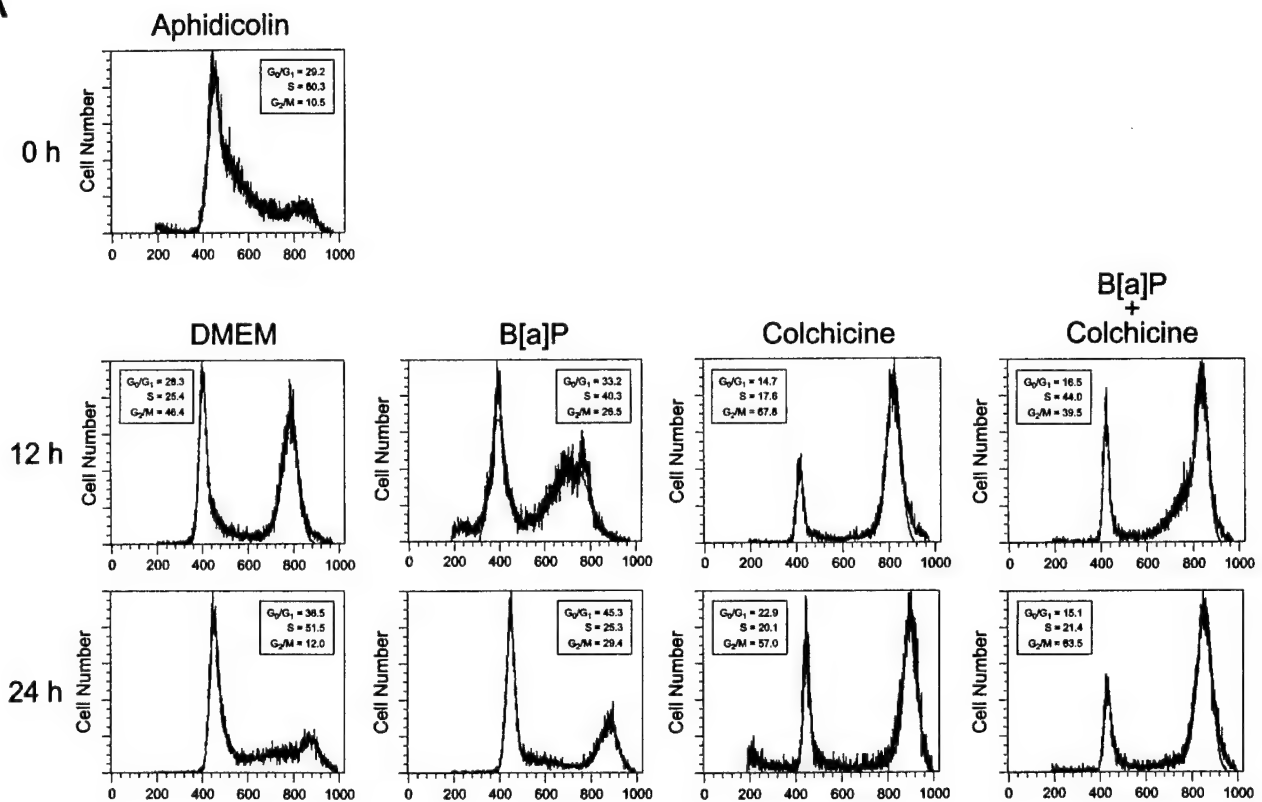 A
Aphidicolin
G₀/G₁ = 29.2
S = 60.3
G₂/M = 10.5
0 h
Cell Number
0 200 400 600 800 1000
B[a]P
+
Colchicine
DMEM
B[a]P
Colchicine
12 h
Cell Number
G₀/G₁ = 28.3
S = 25.4
G₂/M = 46.4
0 200 400 600 800 1000
Cell Number
G₀/G₁ = 33.2
S = 40.3
G₂/M = 26.5
0 200 400 600 800 1000
Cell Number
G₀/G₁ = 14.7
S = 17.6
G₂/M = 67.8
0 200 400 600 800 1000
Cell Number
G₀/G₁ = 16.5
S = 44.0
G₂/M = 39.5
0 200 400 600 800 1000
24 h
Cell Number
G₀/G₁ = 36.5
S = 51.5
G₂/M = 12.0
0 200 400 600 800 1000
Cell Number
G₀/G₁ = 45.3
S = 25.3
G₂/M = 29.4
0 200 400 600 800 1000
Cell Number
G₀/G₁ = 22.9
S = 20.1
G₂/M = 57.0
0 200 400 600 800 1000
Cell Number
G₀/G₁ = 15.1
S = 21.4
G₂/M = 63.5
0 200 400 600 800 1000